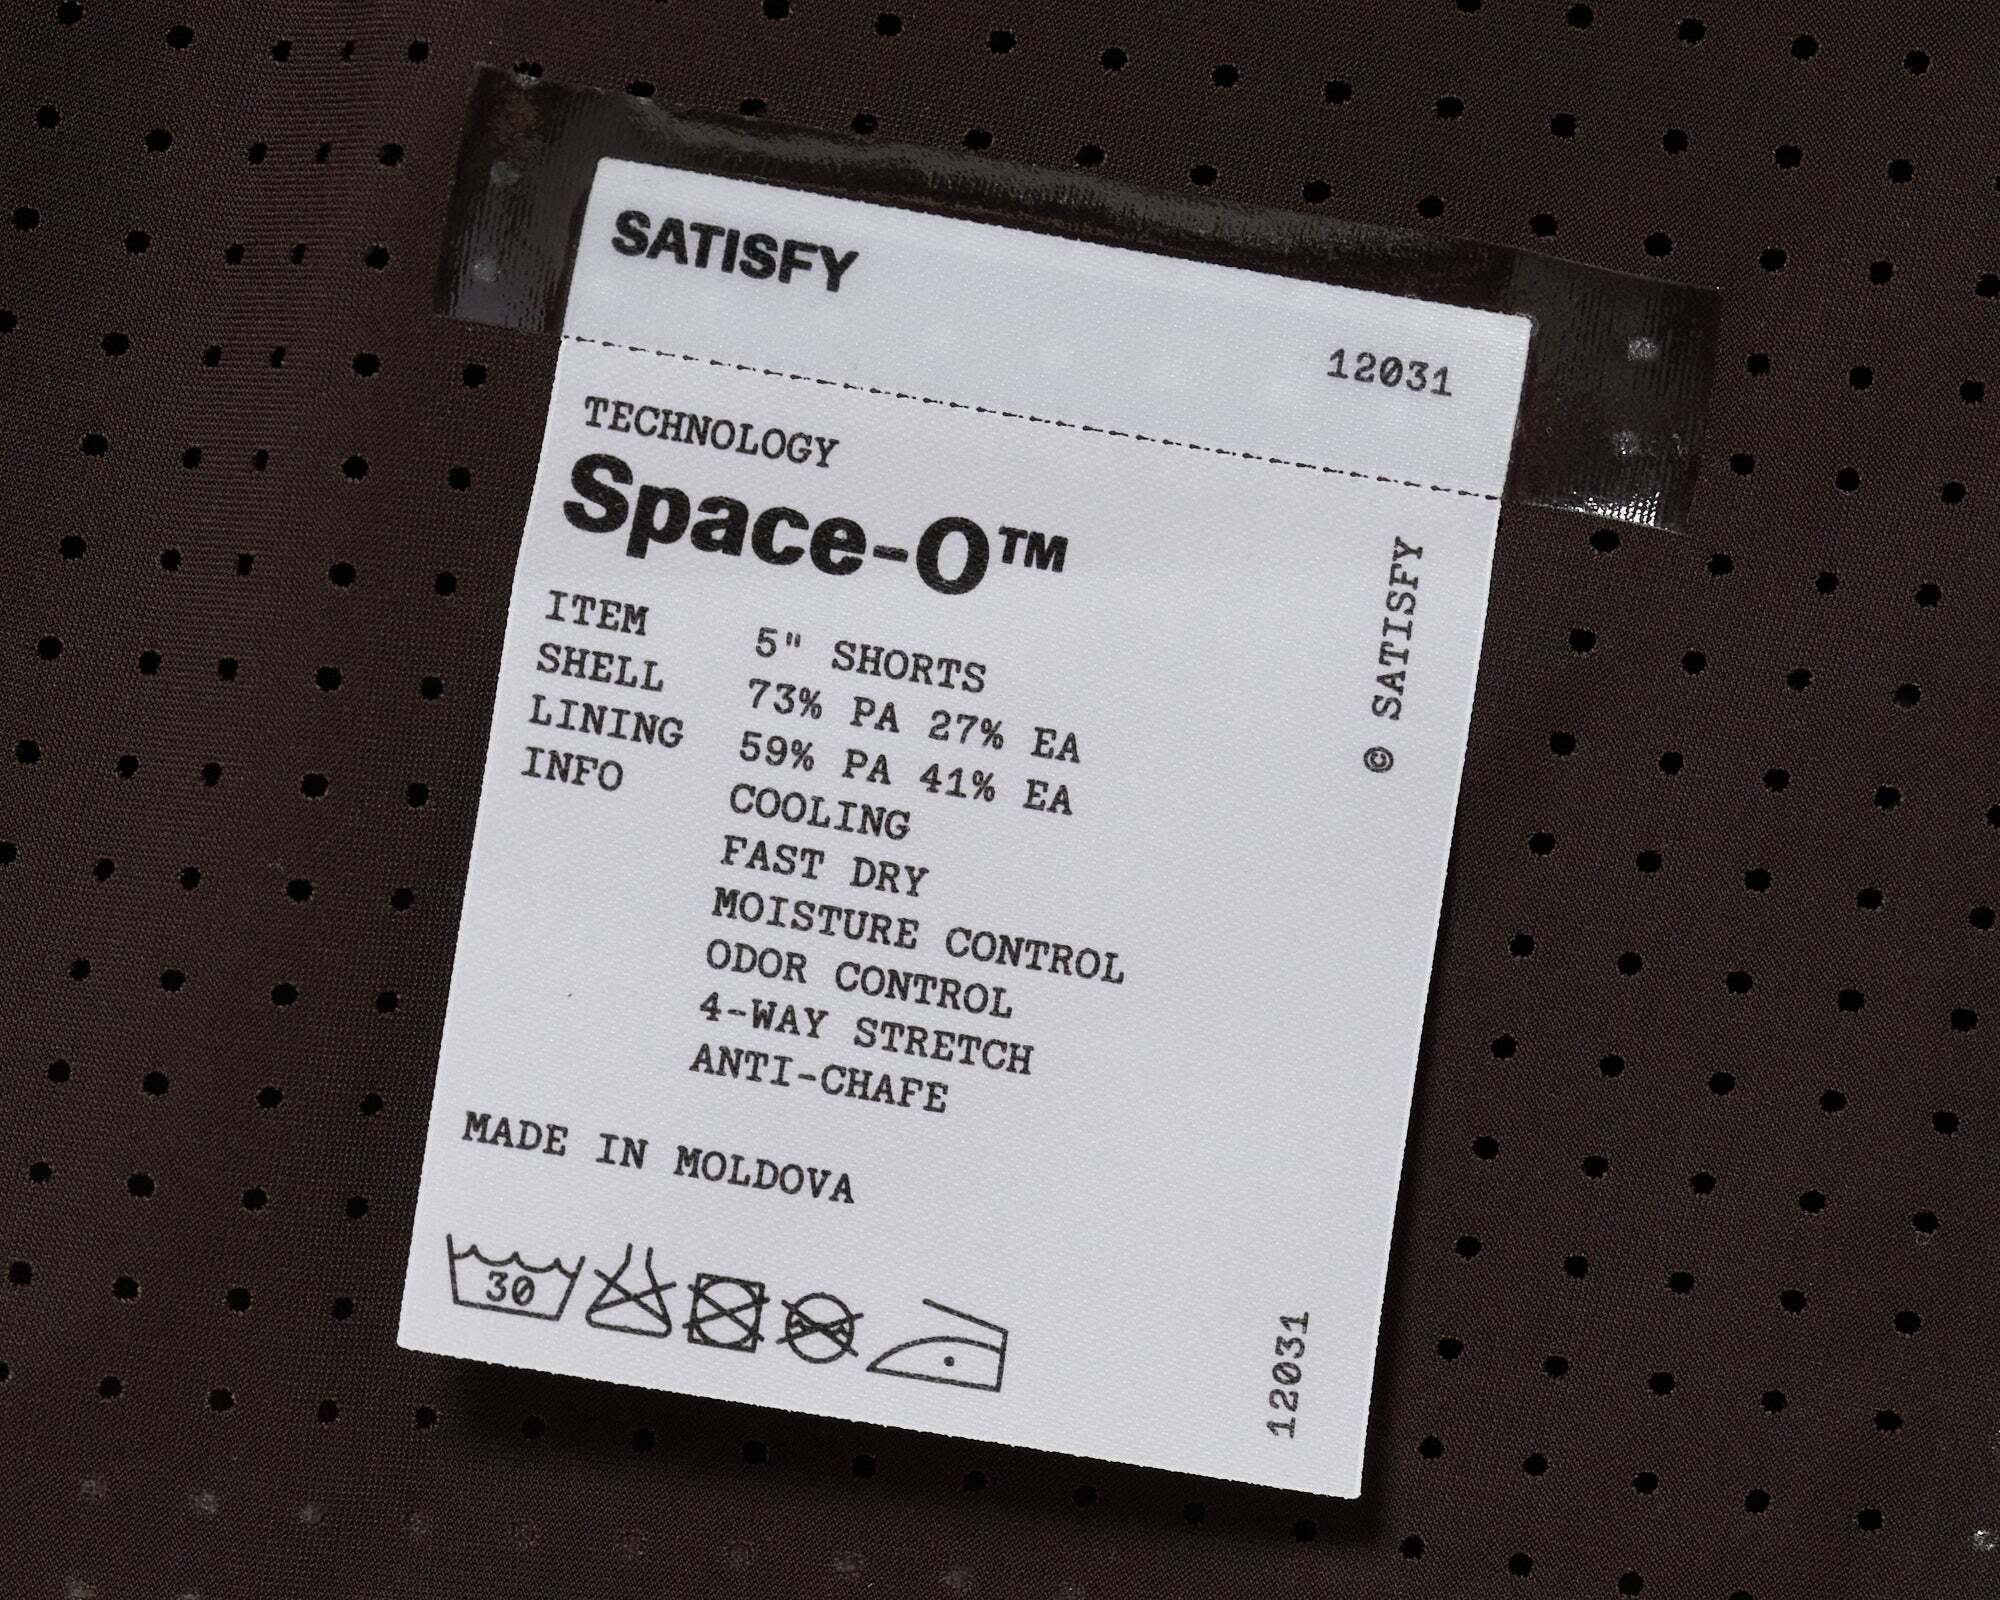 SATISFY
12031
TECHNOLOGY
Space-O™
ITEM 5" SHORTS
SHELL 73% PA 27% EA
LINING 59% PA 41% EA
INFO COOLING
FAST DRY
MOISTURE CONTROL
ODOR CONTROL
4-WAY STRETCH
ANTI-CHAFE
MADE IN MOLDOVA
30
© SATISFY
12031